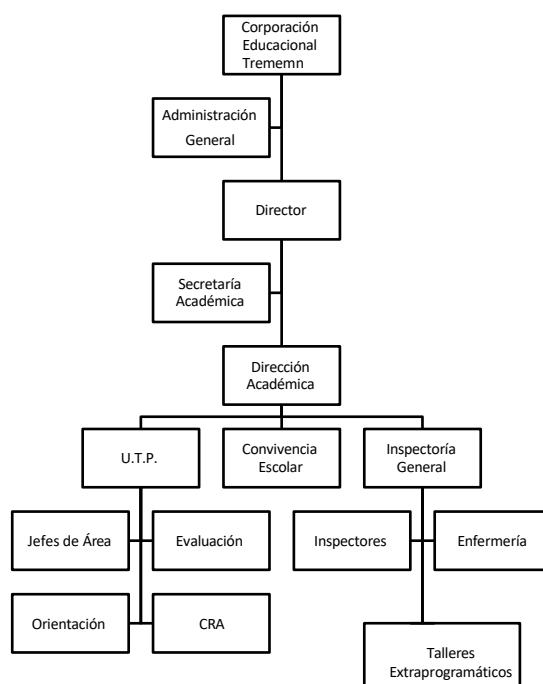 Corporación
Educacional
Trememn
Administración
General
Director
Secretaría
Académica
Dirección
Académica
U.T.P.
Convivencia
Escolar
Inspectoría
General
Jefes de Área
Evaluación
Inspectores
Enfermería
Orientación
CRA
Talleres
Extraprogramáticos